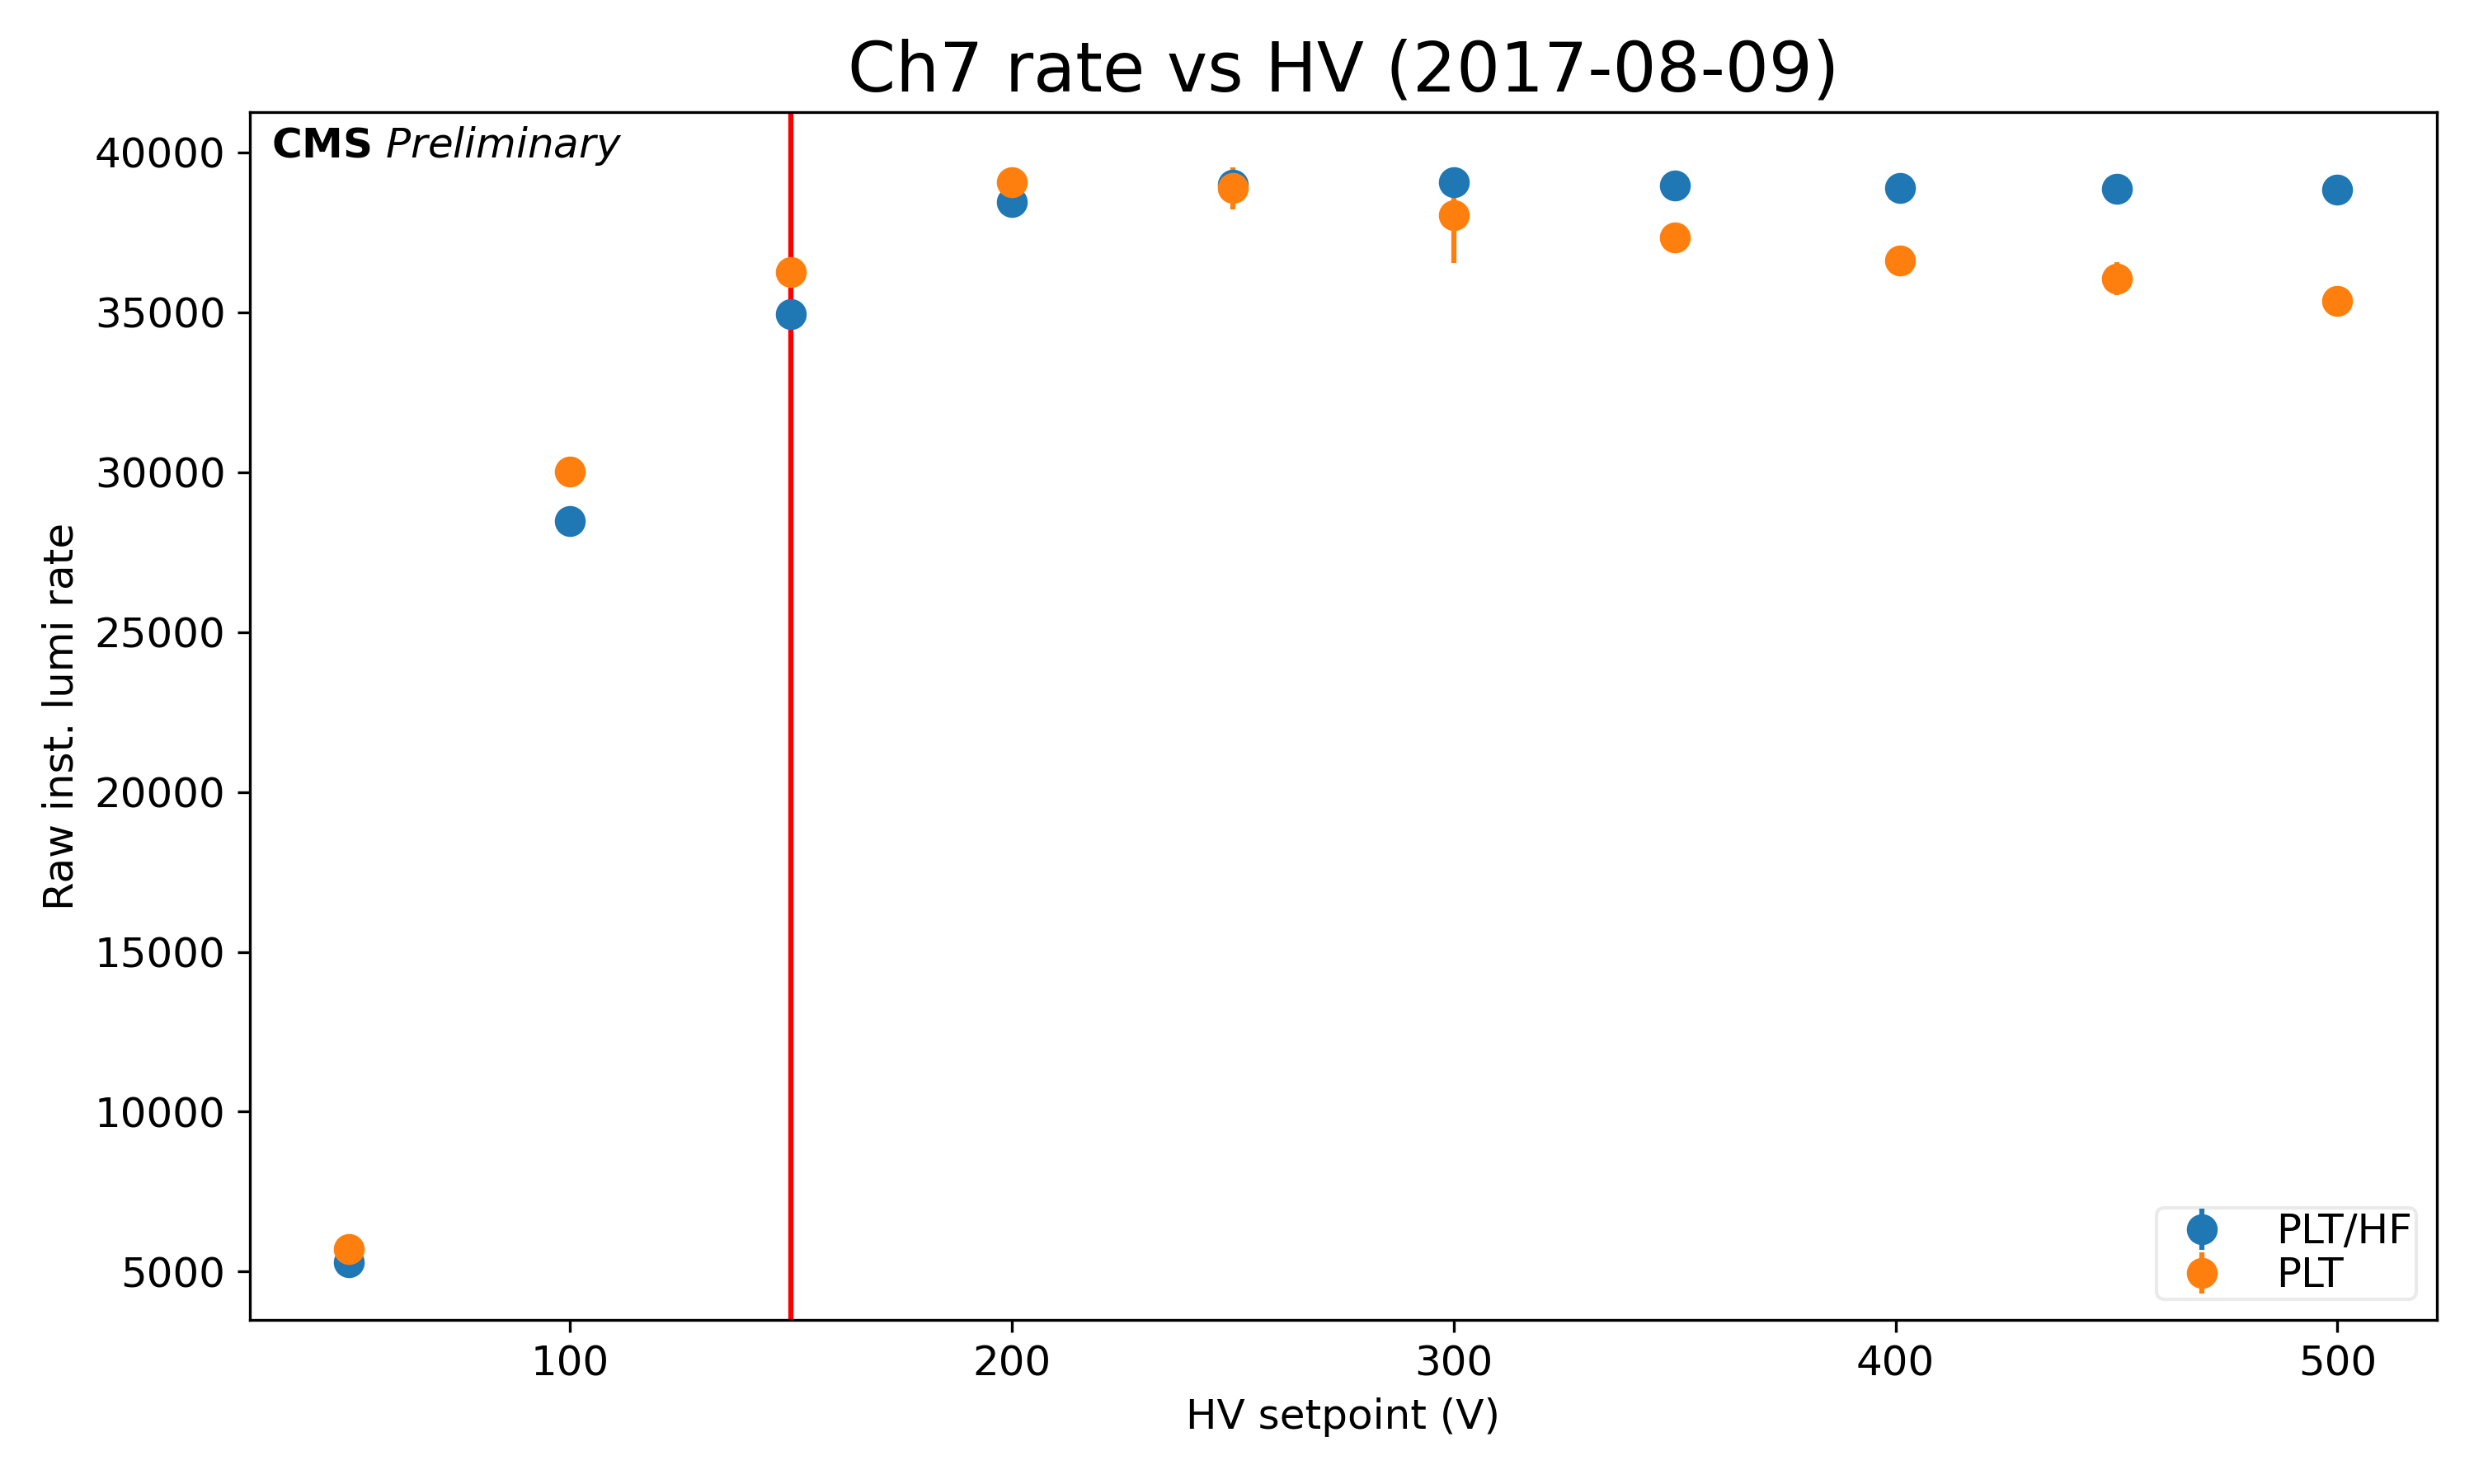 Ch7 rate vs HV (2017-08-09)
CMS Preliminary
40000
35000
30000
25000
20000
15000
10000
5000
Raw inst. lumi rate
100 200 300 400 500
HV setpoint (V)
PLT/HF
PLT